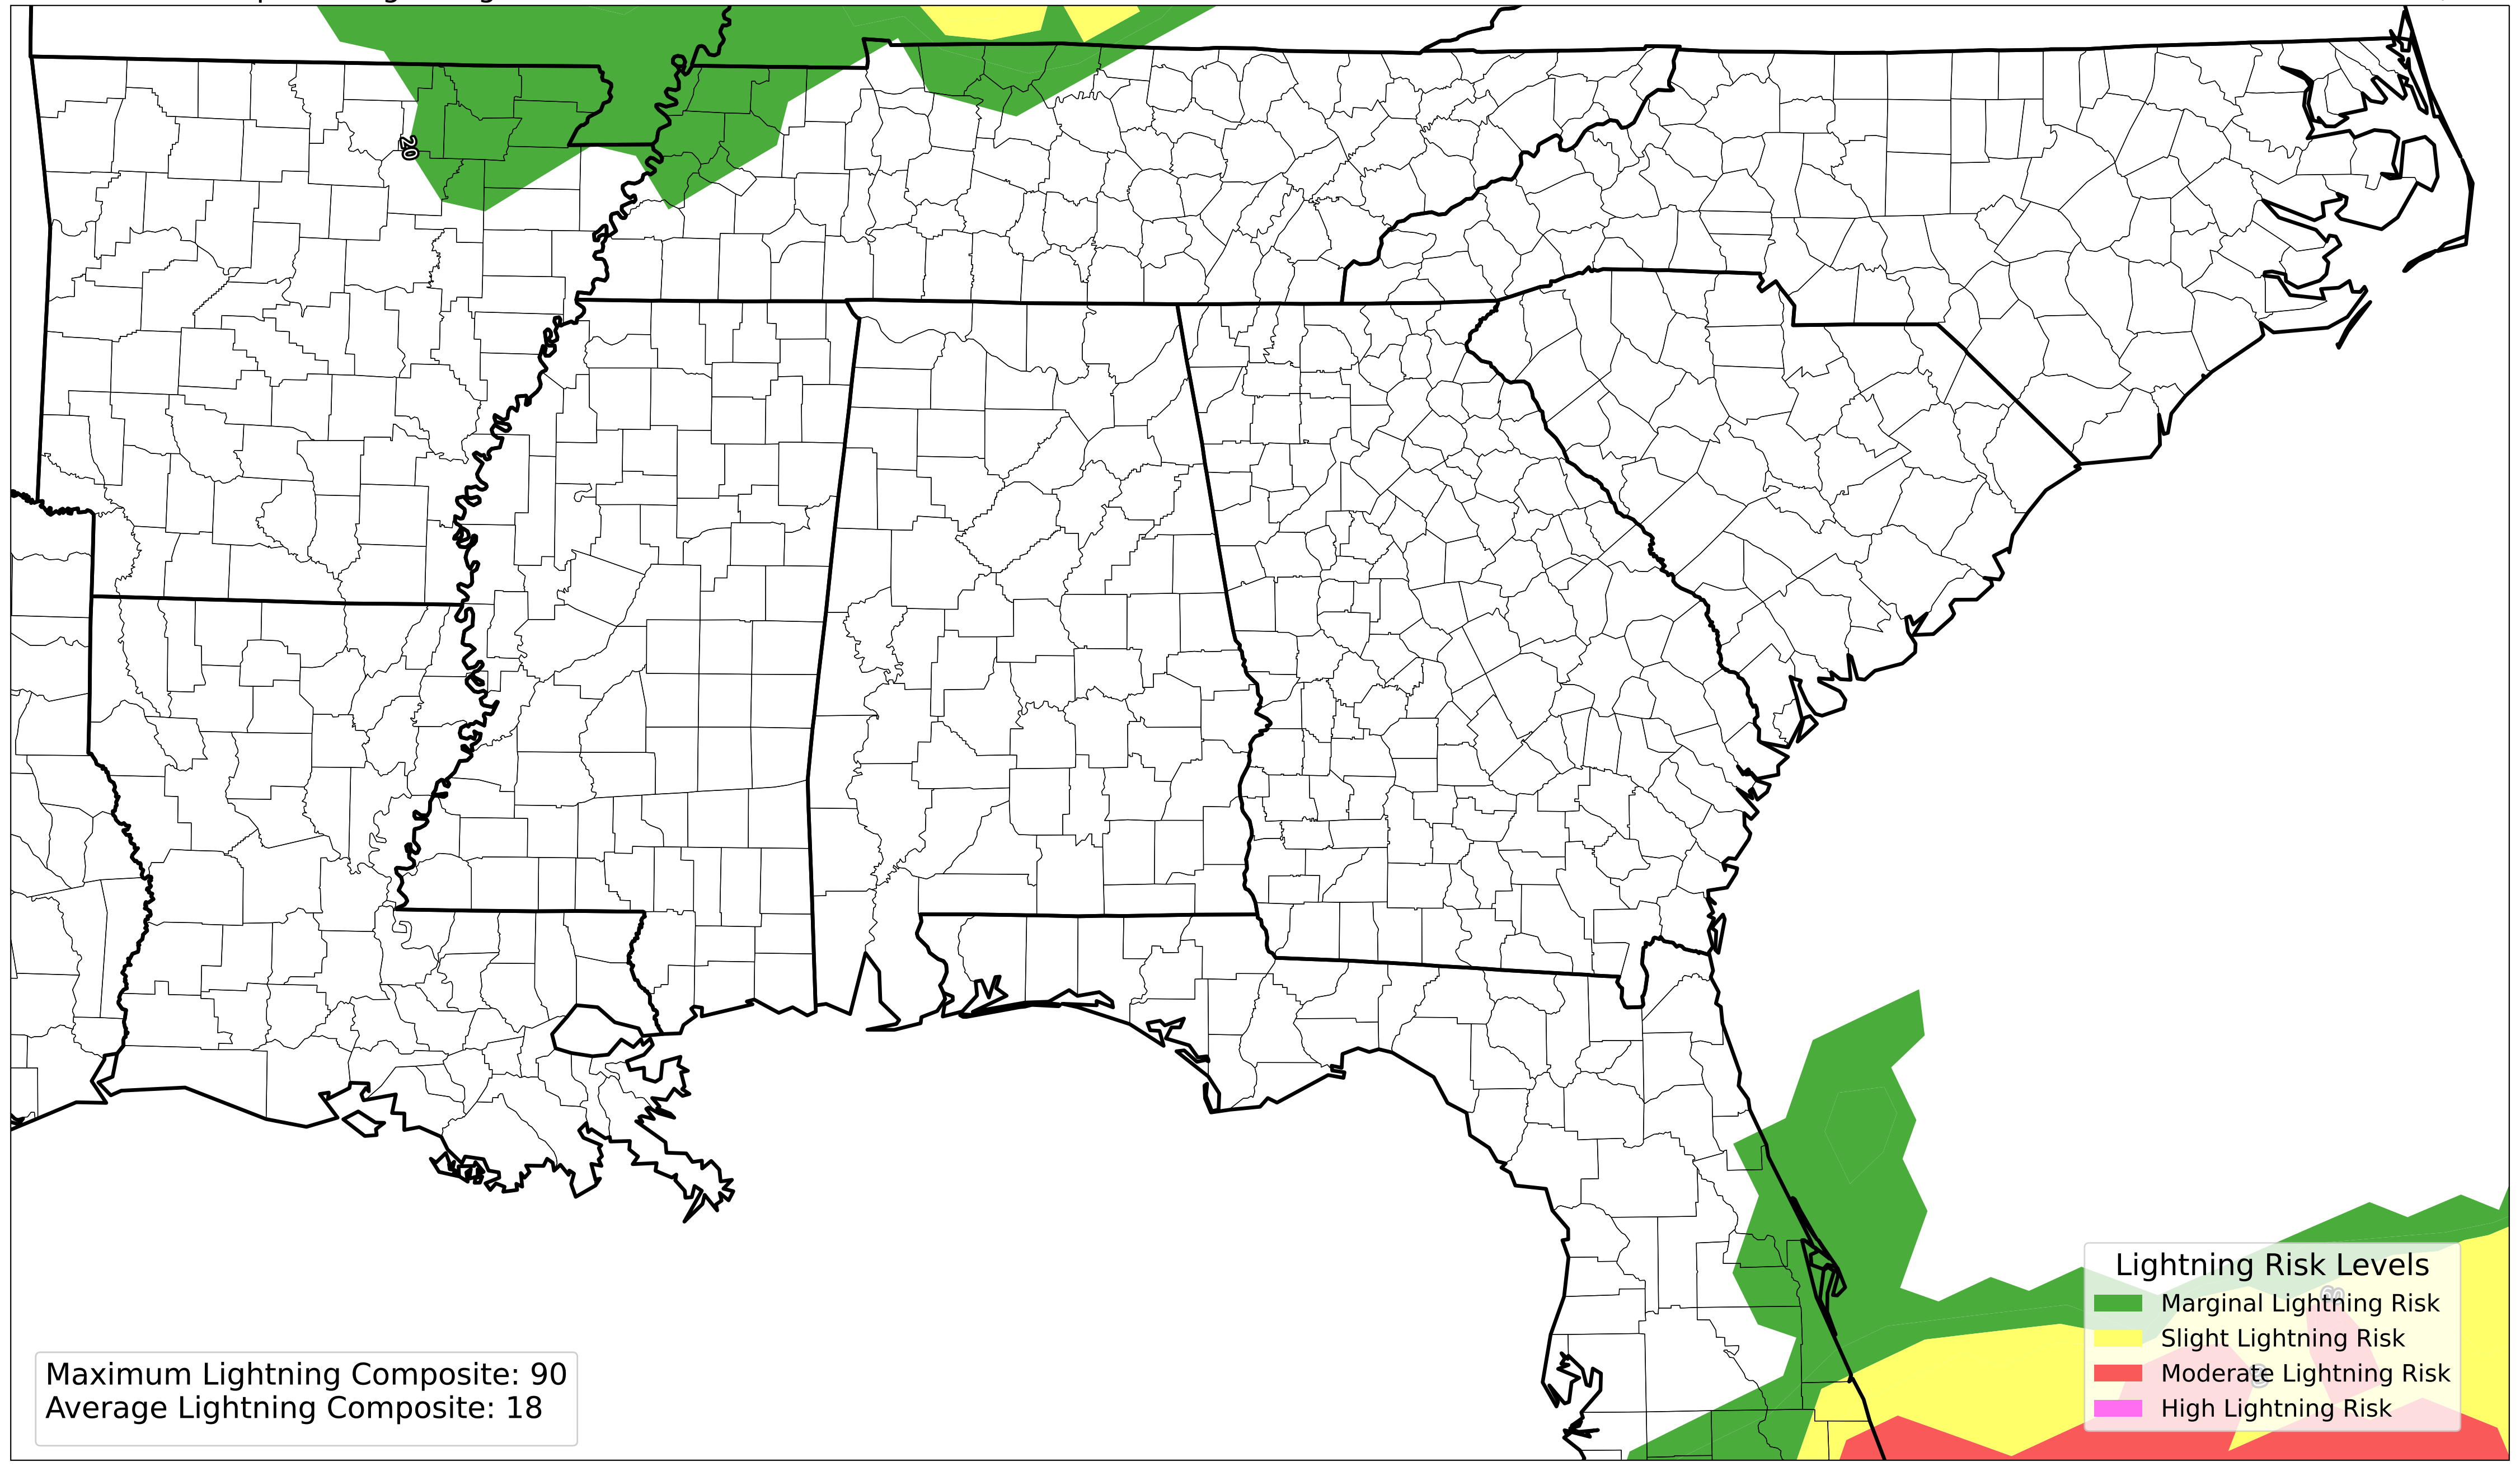 20
Lightning Risk Levels
Marginal Lightning Risk
Slight Lightning Risk
Moderate Lightning Risk
High Lightning Risk
Maximum Lightning Composite: 90
Average Lightning Composite: 18